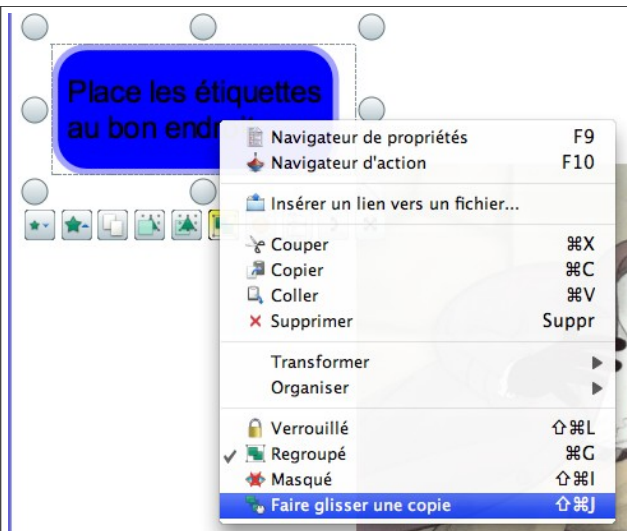 Place les étiquettes
au bon endroit
Navigateur de propriétés F9
Navigateur d'action F10
Insérer un lien vers un fichier...
Couper ⌘X
Copier ⌘C
Coller ⌘V
Supprimer Suppr
Transformer
Organiser
Verrouillé ⇧⌘L
Regroupé ⌘G
Masqué ⇧⌘I
Faire glisser une copie ⇧⌘J